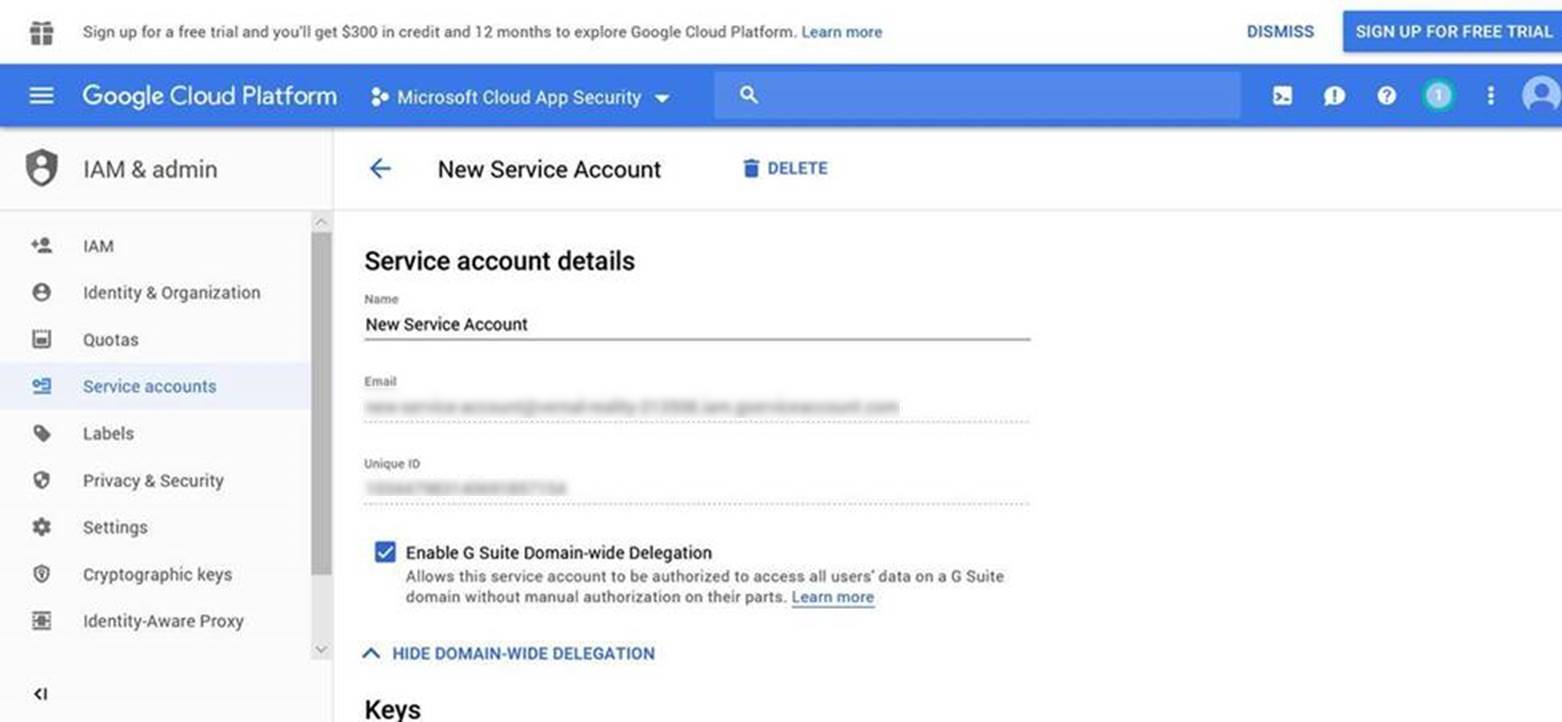 Sign up for a free trial and you'll get $300 in credit and 12 months to explore Google Cloud Platform. Learn more
DISMISS
SIGN UP FOR FREE TRIAL
Google Cloud Platform
Microsoft Cloud App Security
1
IAM & admin
New Service Account
DELETE
IAM
Identity & Organization
Quotas
Service accounts
Labels
Privacy & Security
Settings
Cryptographic keys
Identity-Aware Proxy
Service account details
Name
New Service Account
Email
Unique ID
Enable G Suite Domain-wide Delegation
Allows this service account to be authorized to access all users' data on a G Suite
domain without manual authorization on their parts. Learn more
HIDE DOMAIN-WIDE DELEGATION
Keys